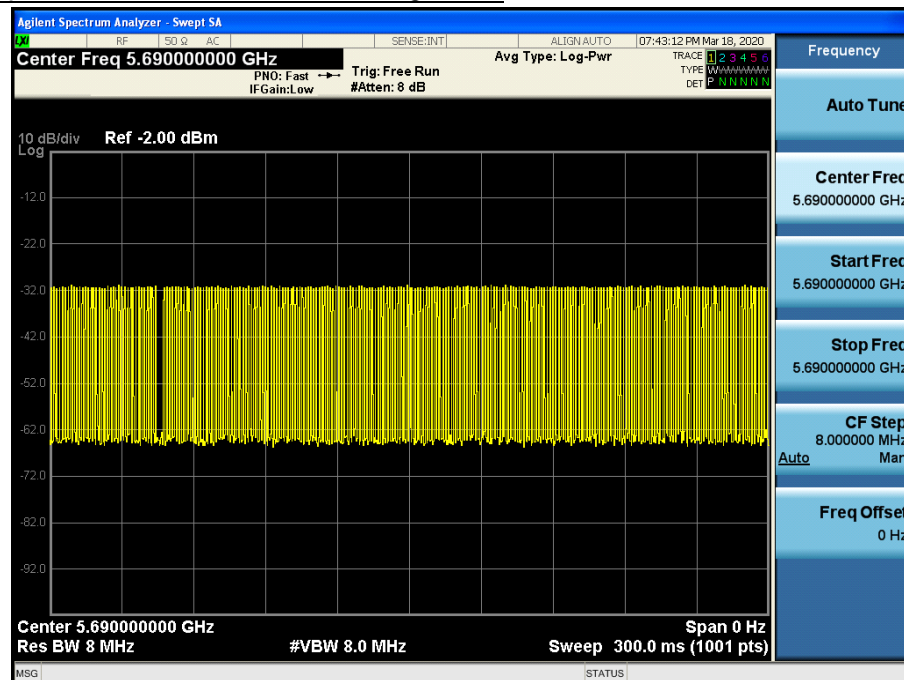 Agilent Spectrum Analyzer - Swept SA
LXI RF 50 Ω AC SENSE:INT ALIGN AUTO 07:43:12 PM Mar 18, 2020
Center Freq 5.690000000 GHz Avg Type: Log-Pwr TRACE 1 2 3 4 5 6
PNO: Fast Trig: Free Run TYPE WWWWWW
IFGain:Low #Atten: 8 dB DET P N N N N N
10 dB/div Ref -2.00 dBm
Log
-12.0
-22.0
-32.0
-42.0
-52.0
-62.0
-72.0
-82.0
-92.0
Center 5.690000000 GHz Span 0 Hz
Res BW 8 MHz #VBW 8.0 MHz Sweep 300.0 ms (1001 pts)
MSG STATUS
Frequency
Auto Tune
Center Freq
5.690000000 GHz
Start Freq
5.690000000 GHz
Stop Freq
5.690000000 GHz
CF Step
8.000000 MHz
Auto Man
Freq Offset
0 Hz